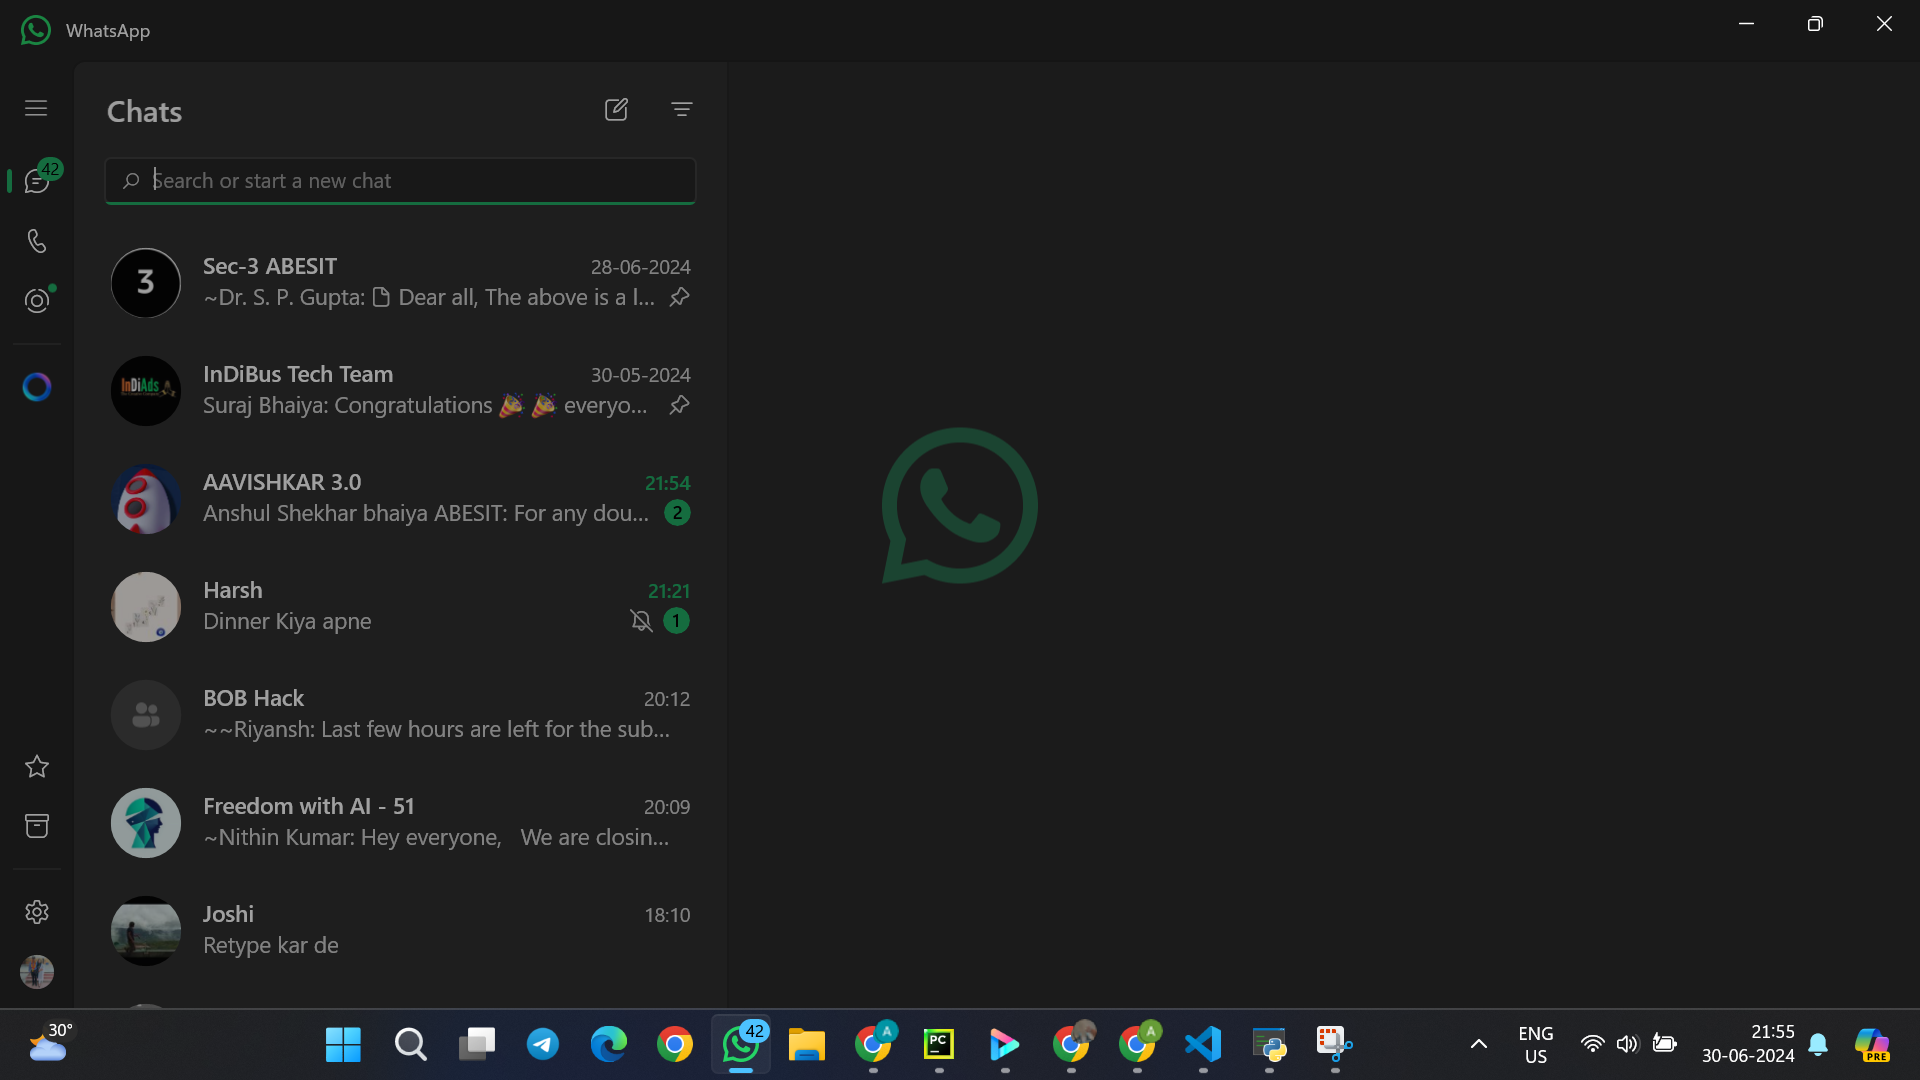 WhatsApp
Chats
42
Search or start a new chat
3
Sec-3 ABESIT
28-06-2024
~Dr. S. P. Gupta: Dear all, The above is a l...
InDiAds
InDiBus Tech Team
30-05-2024
Suraj Bhaiya: Congratulations 🎉 🎉 everyo...
AAVISHKAR 3.0
21:54
Anshul Shekhar bhaiya ABESIT: For any dou...
2
Harsh
21:21
Dinner Kiya apne
1
BOB Hack
20:12
~~Riyansh: Last few hours are left for the sub...
Freedom with AI - 51
20:09
~Nithin Kumar: Hey everyone, We are closin...
Joshi
18:10
Retype kar de
30°
42
A
PC
A
ENG
US
21:55
30-06-2024
PRE